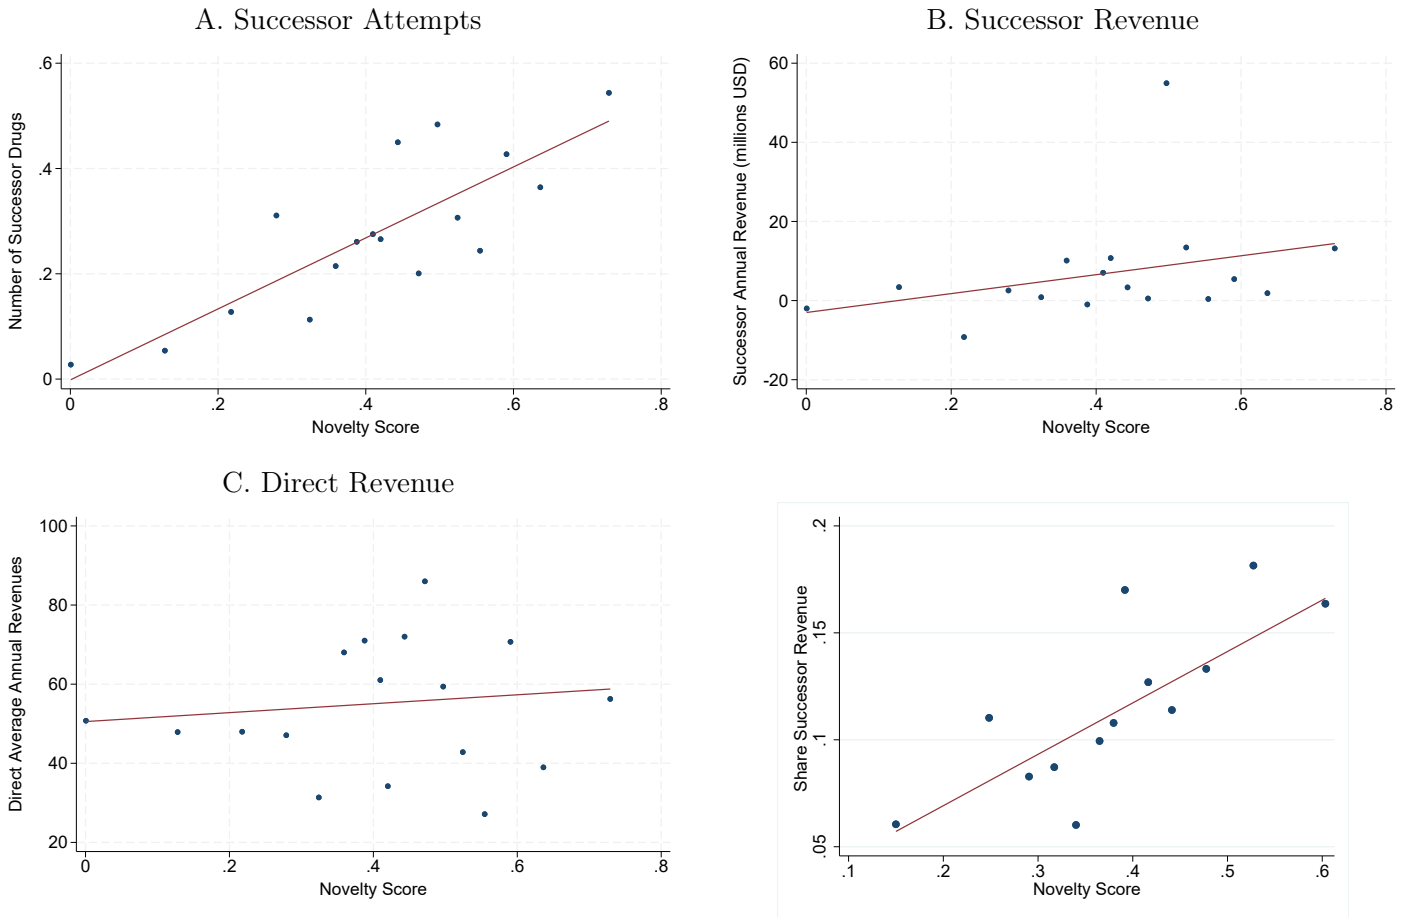 A. Successor Attempts
Number of Successor Drugs
.6
.4
.2
0
0 .2 .4 .6 .8
Novelty Score
B. Successor Revenue
Successor Annual Revenue (millions USD)
60
40
20
0
-20
0 .2 .4 .6 .8
Novelty Score
C. Direct Revenue
Direct Average Annual Revenues
100
80
60
40
20
0 .2 .4 .6 .8
Novelty Score
Share Successor Revenue
.2
.15
.1
.05
.1 .2 .3 .4 .5 .6
Novelty Score